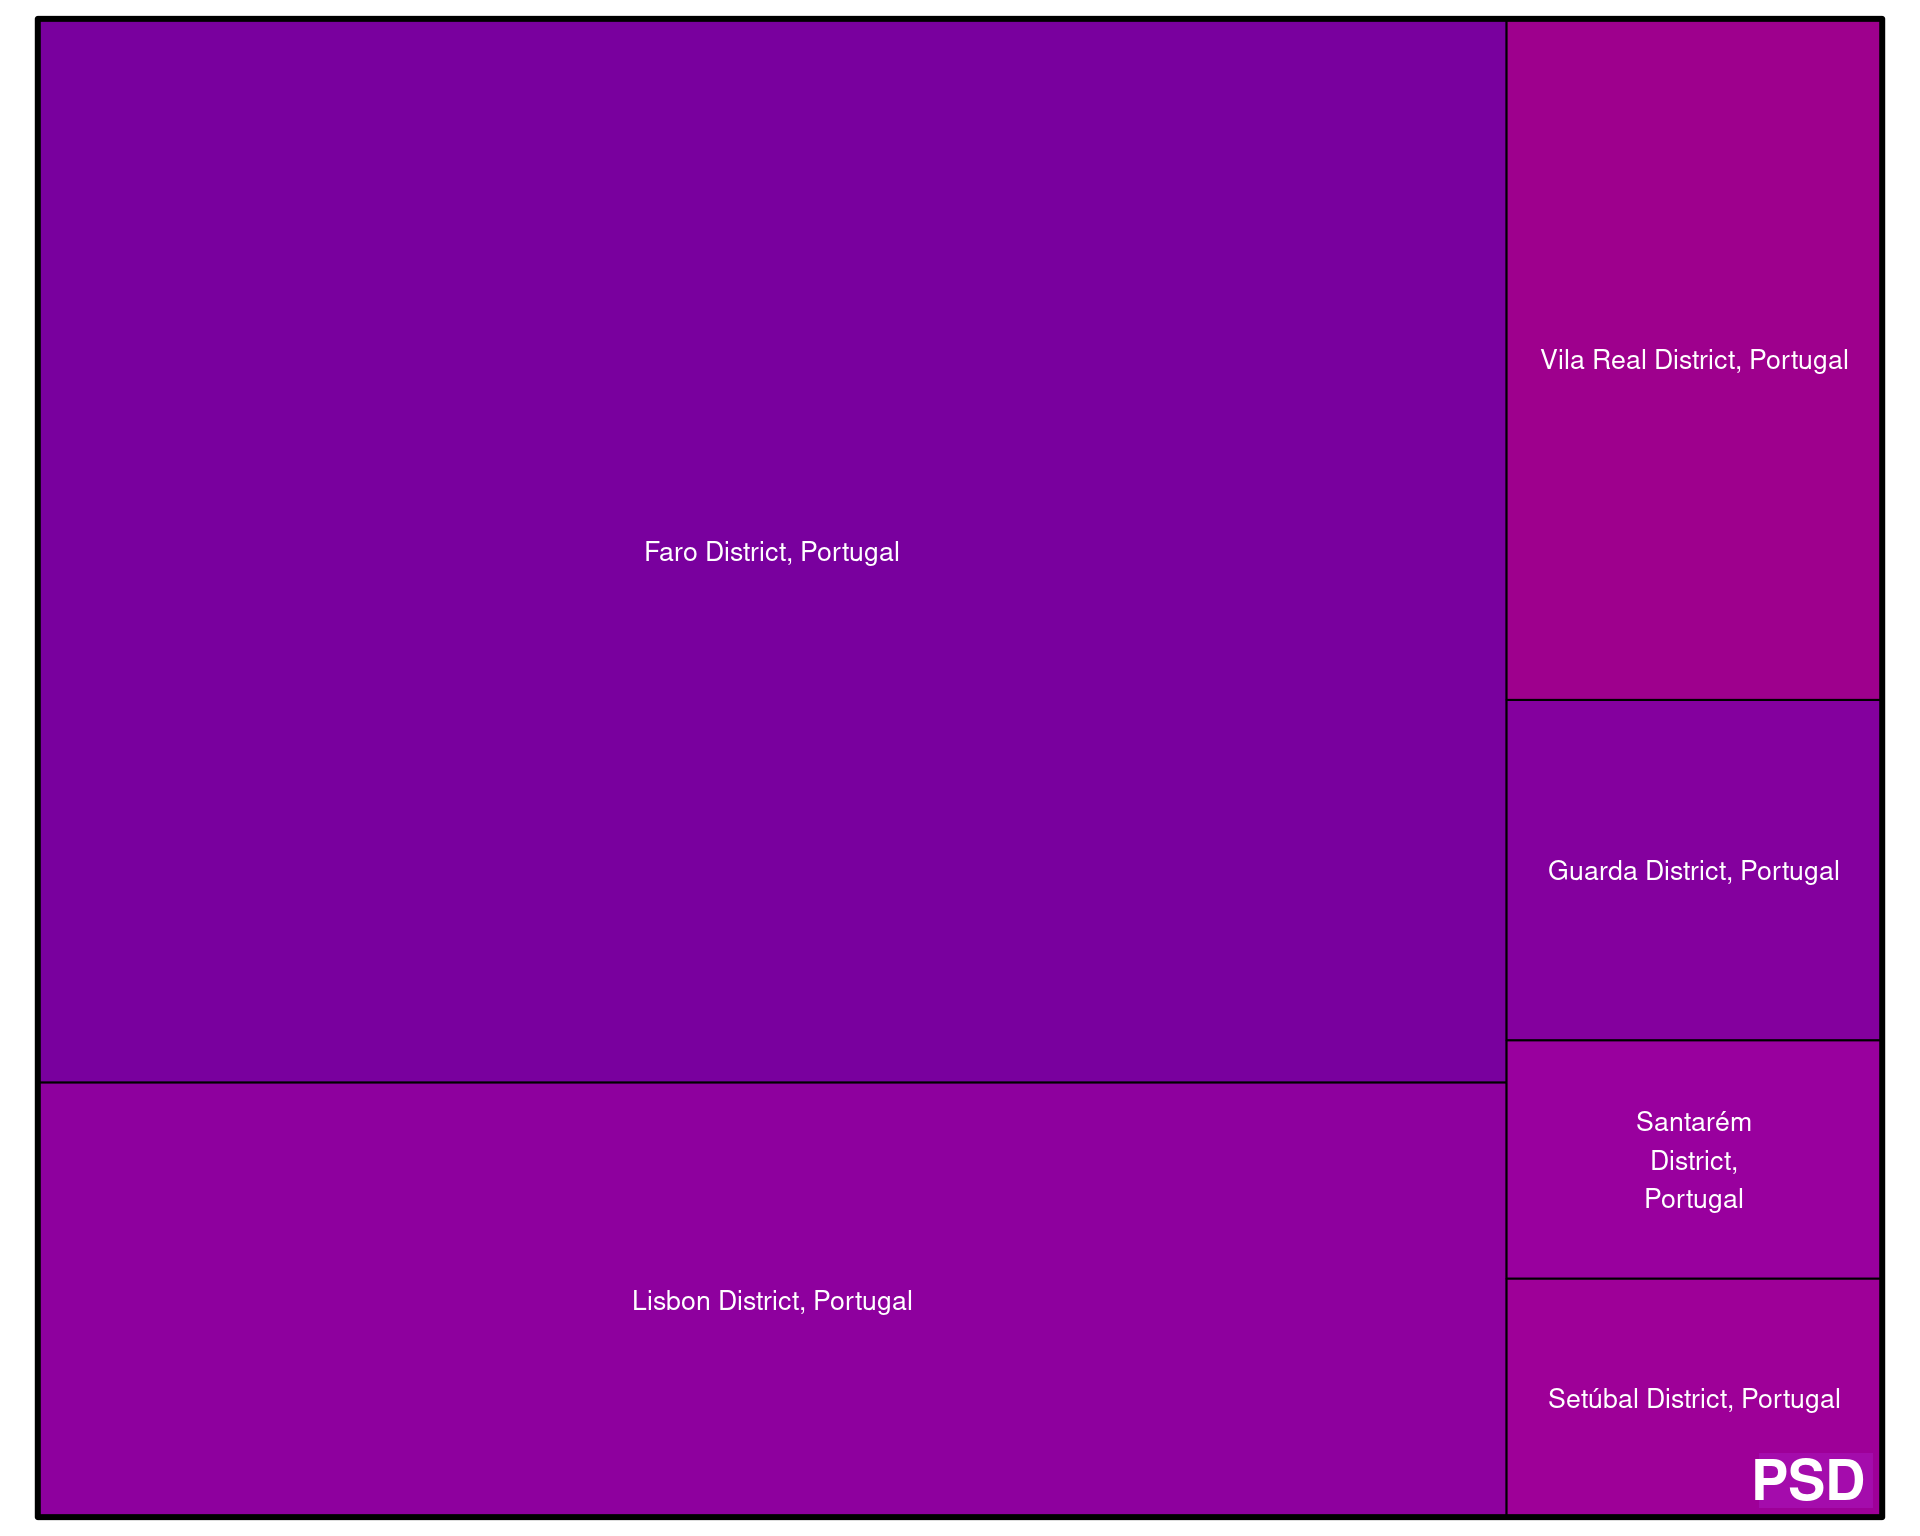 Faro District, Portugal
Lisbon District, Portugal
Vila Real District, Portugal
Guarda District, Portugal
Santarém
District,
Portugal
Setúbal District, Portugal
PSD